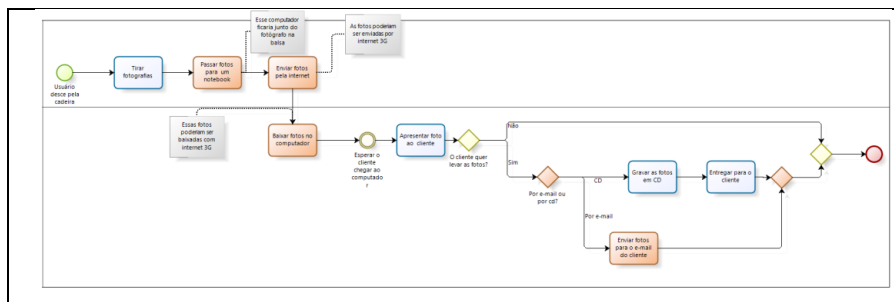 Esse computador
ficaria junto do
fotógrafo na
balsa
As fotos poderiam
ser enviadas por
internet 3G
Usuário
desce pela
cadeira
Tirar
fotografias
Passar fotos
para um
notebook
Enviar fotos
pela internet
Essas fotos
poderiam ser
baixadas com
internet 3G
Baixar fotos no
computador
Esperar o
cliente
chegar ao
computado
r
Apresentar foto
ao cliente
O cliente quer
levar as fotos?
Não
Sim
Por e-mail ou
por cd?
CD
Gravar as fotos
em CD
Entregar para o
cliente
Por e-mail
Enviar fotos
para o e-mail
do cliente